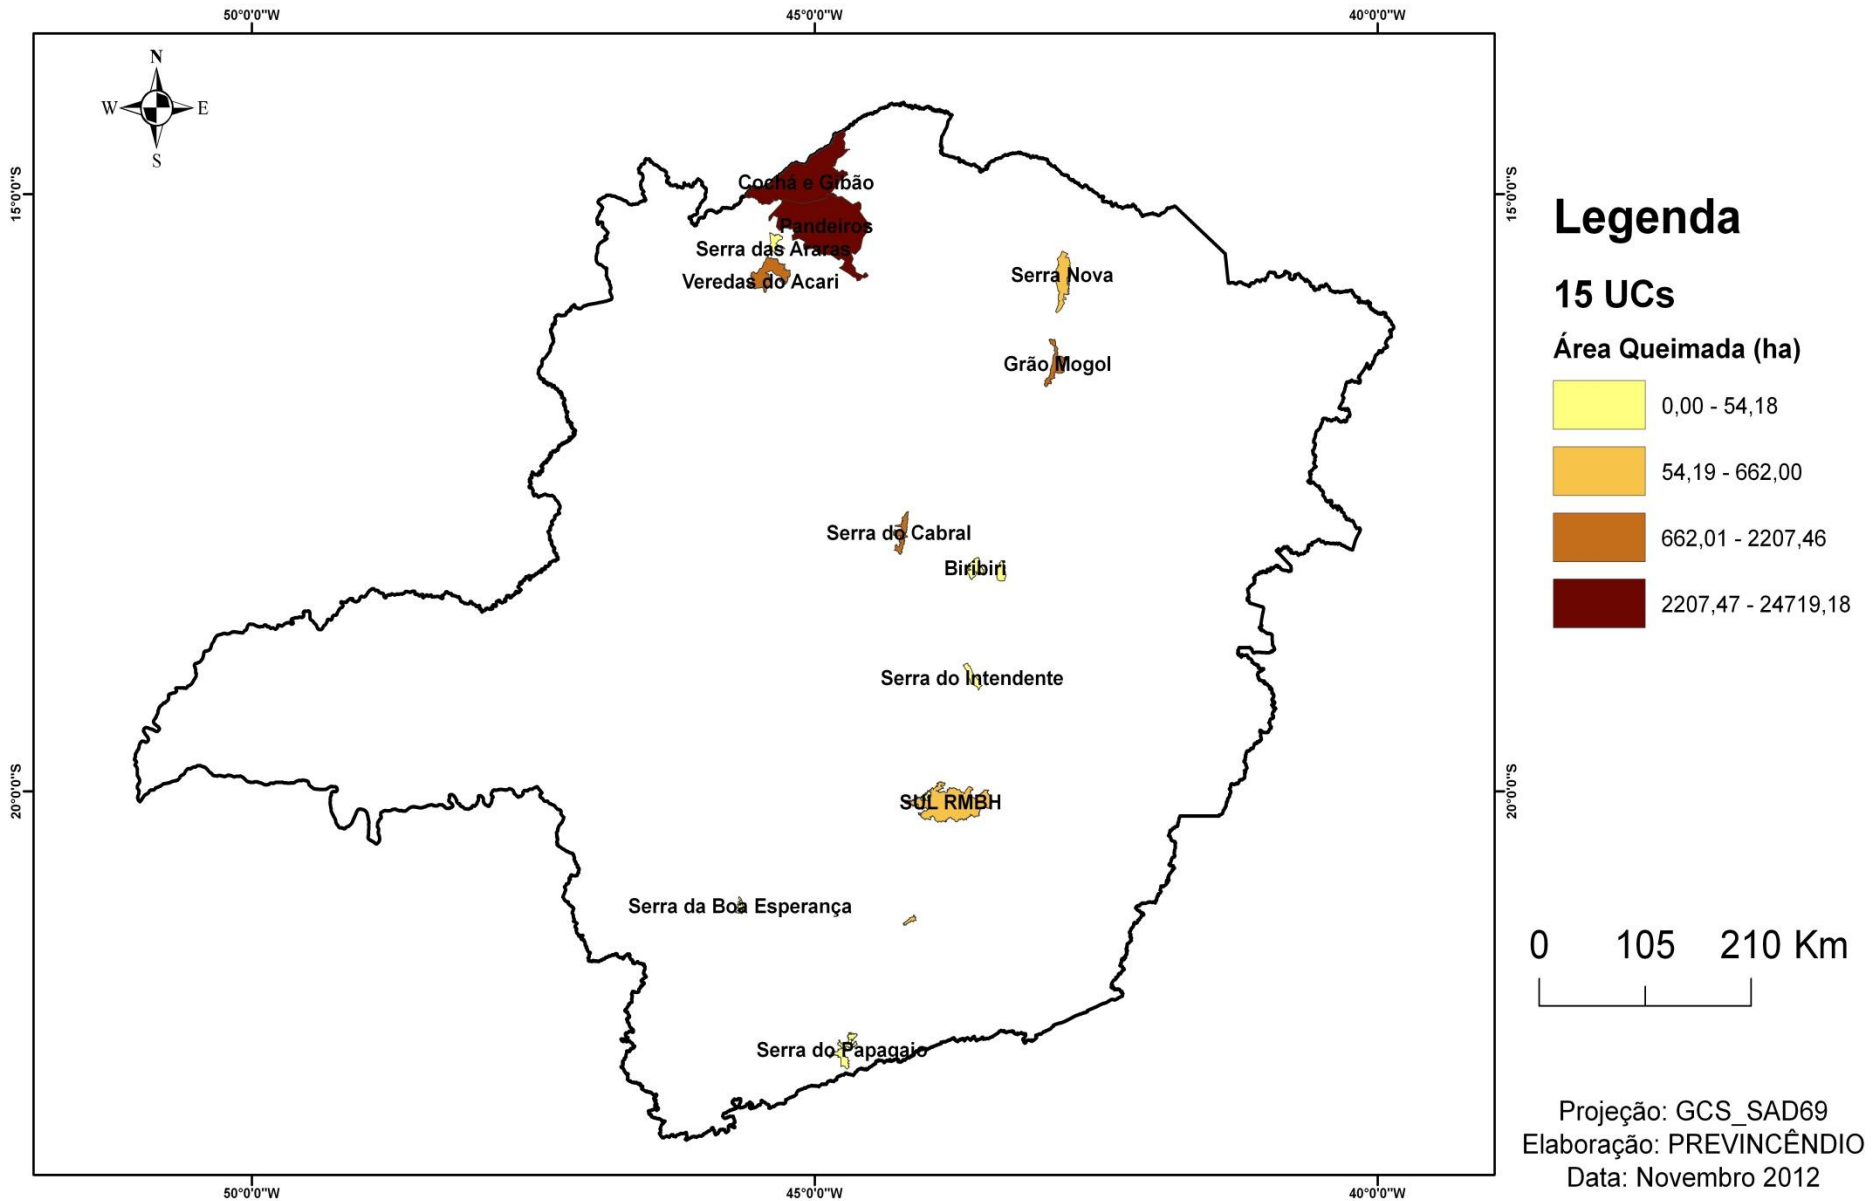 50°0'0"W 45°0'0"W 40°0'0"W
N
W E
S
15°0'0"S
15°0'0"S
Cochá e Gibão
Pandeiros
Serra das Araras
Veredas do Acari
Serra Nova
Grão Mogol
Serra do Cabral
Biribiri
Serra do Intendente
20°0'0"S
20°0'0"S
SUL RMBH
Serra da Boa Esperança
Serra do Papagaio
50°0'0"W 45°0'0"W 40°0'0"W
Legenda
15 UCs
Área Queimada (ha)
0,00 - 54,18
54,19 - 662,00
662,01 - 2207,46
2207,47 - 24719,18
0 105 210 Km
Projeção: GCS_SAD69
Elaboração: PREVINCÊNDIO
Data: Novembro 2012